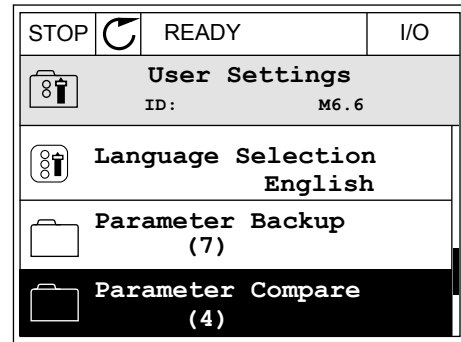 STOP READY I/O
User Settings
ID: M6.6
Language Selection
English
Parameter Backup
(7)
Parameter Compare
(4)